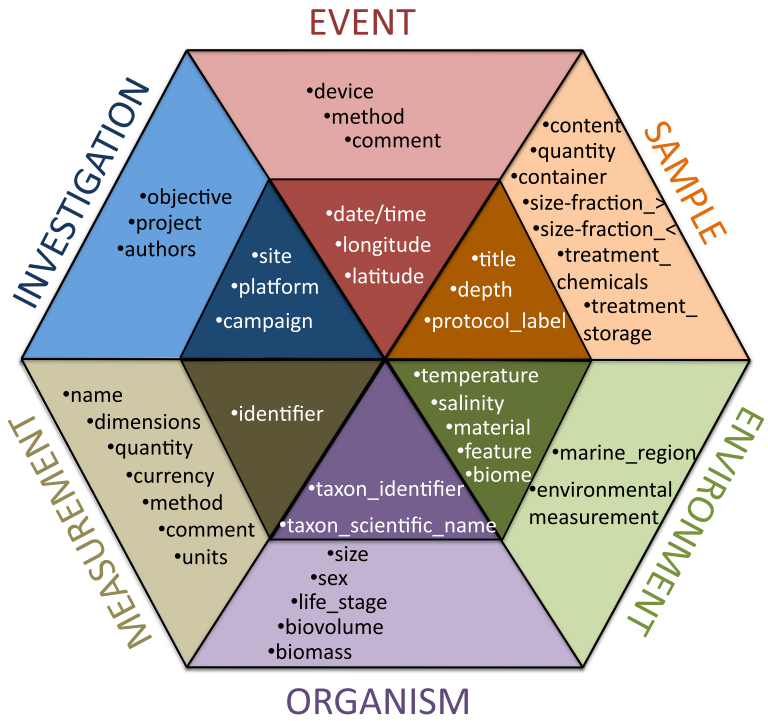 EVENT
•device
•method
•comment
•date/time
•longitude
•latitude
INVESTIGATION
•objective
•project
•authors
•site
•platform
•campaign
SAMPLE
•content
•quantity
•container
•size-fraction_>
•size-fraction_<
•treatment_
chemicals
•treatment_
storage
•title
•depth
•protocol_label
MEASUREMENT
•name
•dimensions
•quantity
•currency
•method
•comment
•units
•identifier
•temperature
•salinity
•material
•feature
•biome
•marine_region
•environmental
measurement
ENVIRONMENT
•taxon_identifier
•taxon_scientific_name
•size
•sex
•life_stage
•biovolume
•biomass
ORGANISM